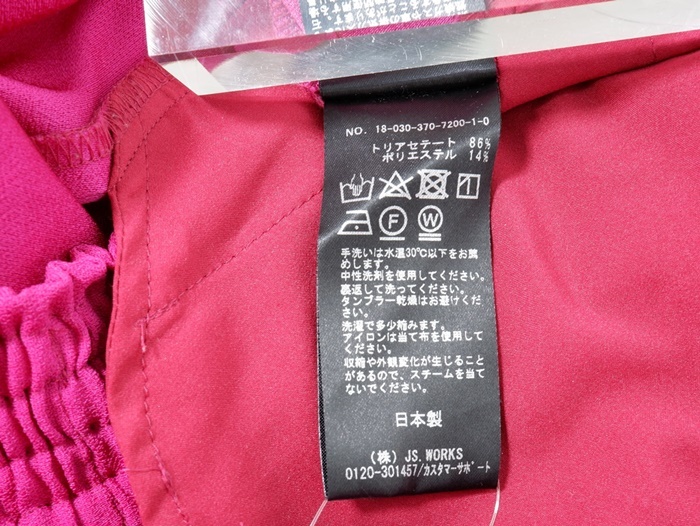 NO. 18-030-370-7200-1-0
トリアセテート 86%
ポリエステル 14%
F W
手洗いは水温30℃以下をお薦
めします。
中性洗剤を使用してください。
裏返して洗ってください。
タンブラー乾燥はお避けくだ
さい。
洗濯で多少縮みます。
アイロンは当て布を使用して
ください。
収縮や外観変化が生じること
があるので、スチームを当て
ないでください。
日本製
(株) JS. WORKS
0120-301457/カスタマーサポート